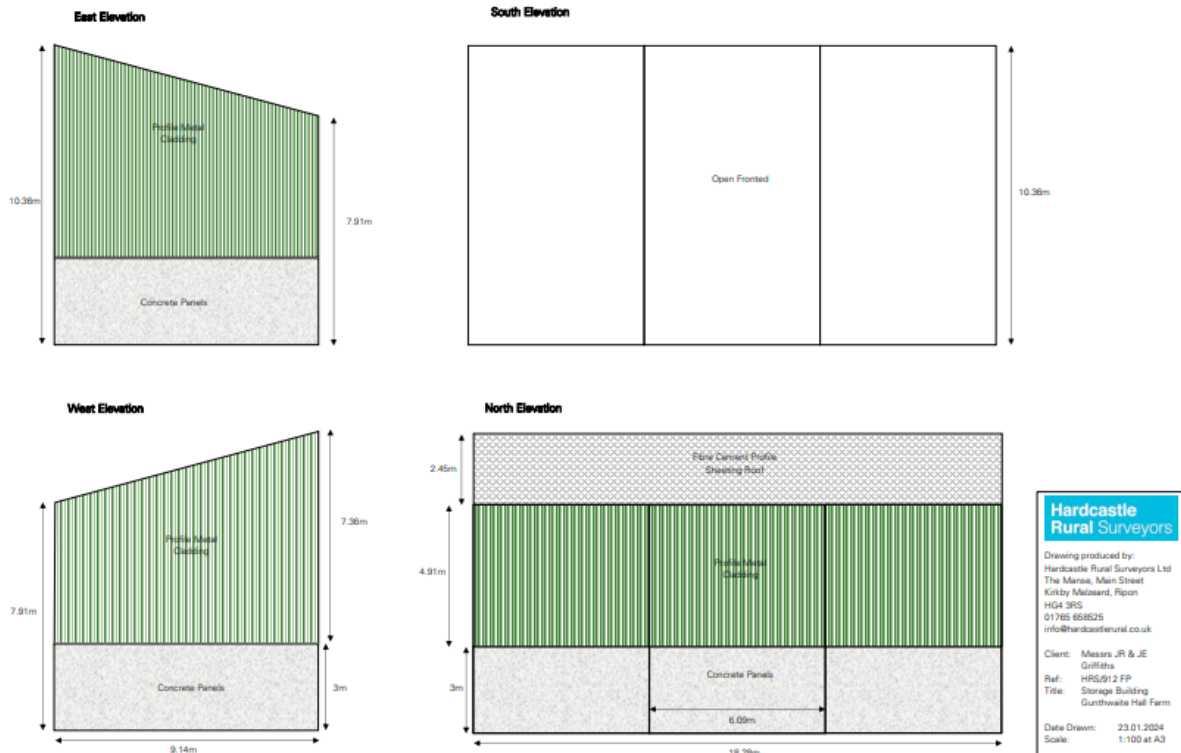 East Elevation
South Elevation
Profile Metal
Cladding
10.36m
7.91m
Concrete Panels
Open Fronted
10.36m
West Elevation
North Elevation
Profile Metal
Cladding
7.36m
7.91m
Concrete Panels
3m
9.14m
2.45m
Fibre Cement Profile
Sheeting Roof
4.91m
Profile Metal
Cladding
3m
Concrete Panels
6.09m
18.28m
Hardcastle
Rural Surveyors
Drawing produced by:
Hardcastle Rural Surveyors Ltd
The Manse, Main Street
Kirkby Malzeard, Ripon
HG4 3RS
01765 658525
info@hardcastlerural.co.uk
Client: Messrs JR & JE
Griffiths
Ref: HRS/912 FP
Title: Storage Building
Gunthwaite Hall Farm
Date Drawn: 23.01.2024
Scale: 1:100 at A3